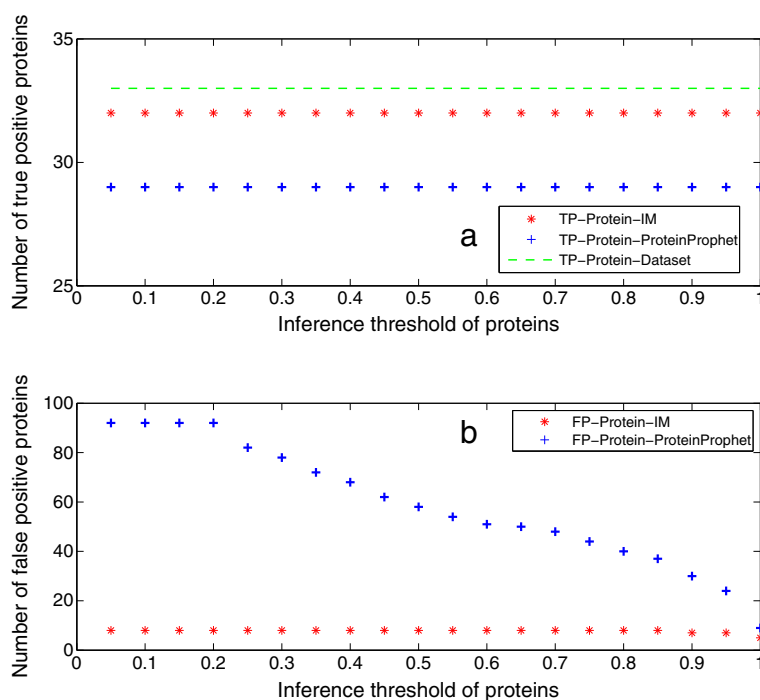 35
30
25
Number of true positive proteins
a
TP-Protein-IM
TP-Protein-ProteinProphet
TP-Protein-Dataset
0 0.1 0.2 0.3 0.4 0.5 0.6 0.7 0.8 0.9 1
Inference threshold of proteins
100
80
60
40
20
0
Number of false positive proteins
b
FP-Protein-IM
FP-Protein-ProteinProphet
0 0.1 0.2 0.3 0.4 0.5 0.6 0.7 0.8 0.9 1
Inference threshold of proteins